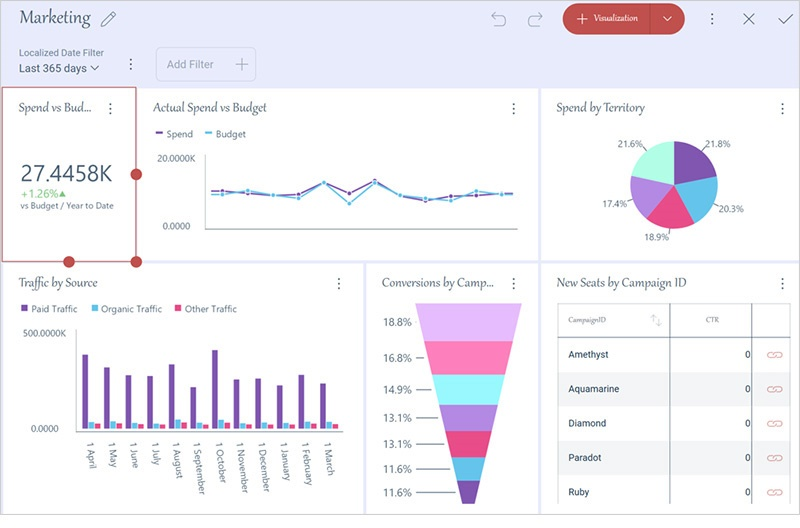 Marketing
Visualization
Localized Date Filter
Last 365 days
Add Filter
Spend vs Bud...
27.4458K
+1.26%
vs Budget / Year to Date
Actual Spend vs Budget
Spend
Budget
20.0000K
0.0000
Spend by Territory
21.6%
21.8%
17.4%
20.3%
18.9%
Traffic by Source
Paid Traffic
Organic Traffic
Other Traffic
500.0000K
0.0000
1 April
1 May
1 June
1 July
1 August
1 September
1 October
1 November
1 December
1 January
1 February
1 March
Conversions by Camp...
18.8%
16.8%
14.9%
13.1%
13.1%
11.6%
11.6%
New Seats by Campaign ID
CampaignID CTR
Amethyst 0
Aquamarine 0
Diamond 0
Paradot 0
Ruby 0